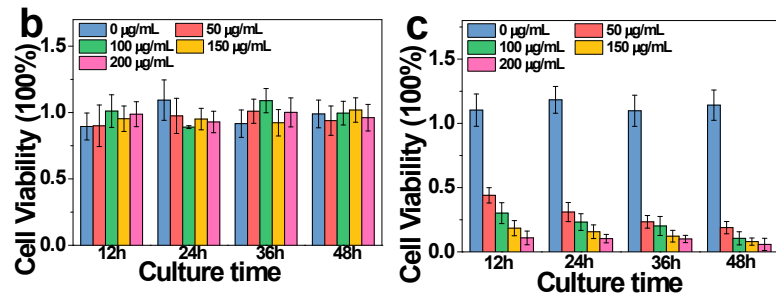 b
0 μg/mL 50 μg/mL
100 μg/mL 150 μg/mL
200 μg/mL
Cell Viability (100%)
1.5
1.0
0.5
0.0
12h 24h 36h 48h
Culture time
c
0 μg/mL 50 μg/mL
100 μg/mL 150 μg/mL
200 μg/mL
Cell Viability (100%)
1.5
1.0
0.5
0.0
12h 24h 36h 48h
Culture time